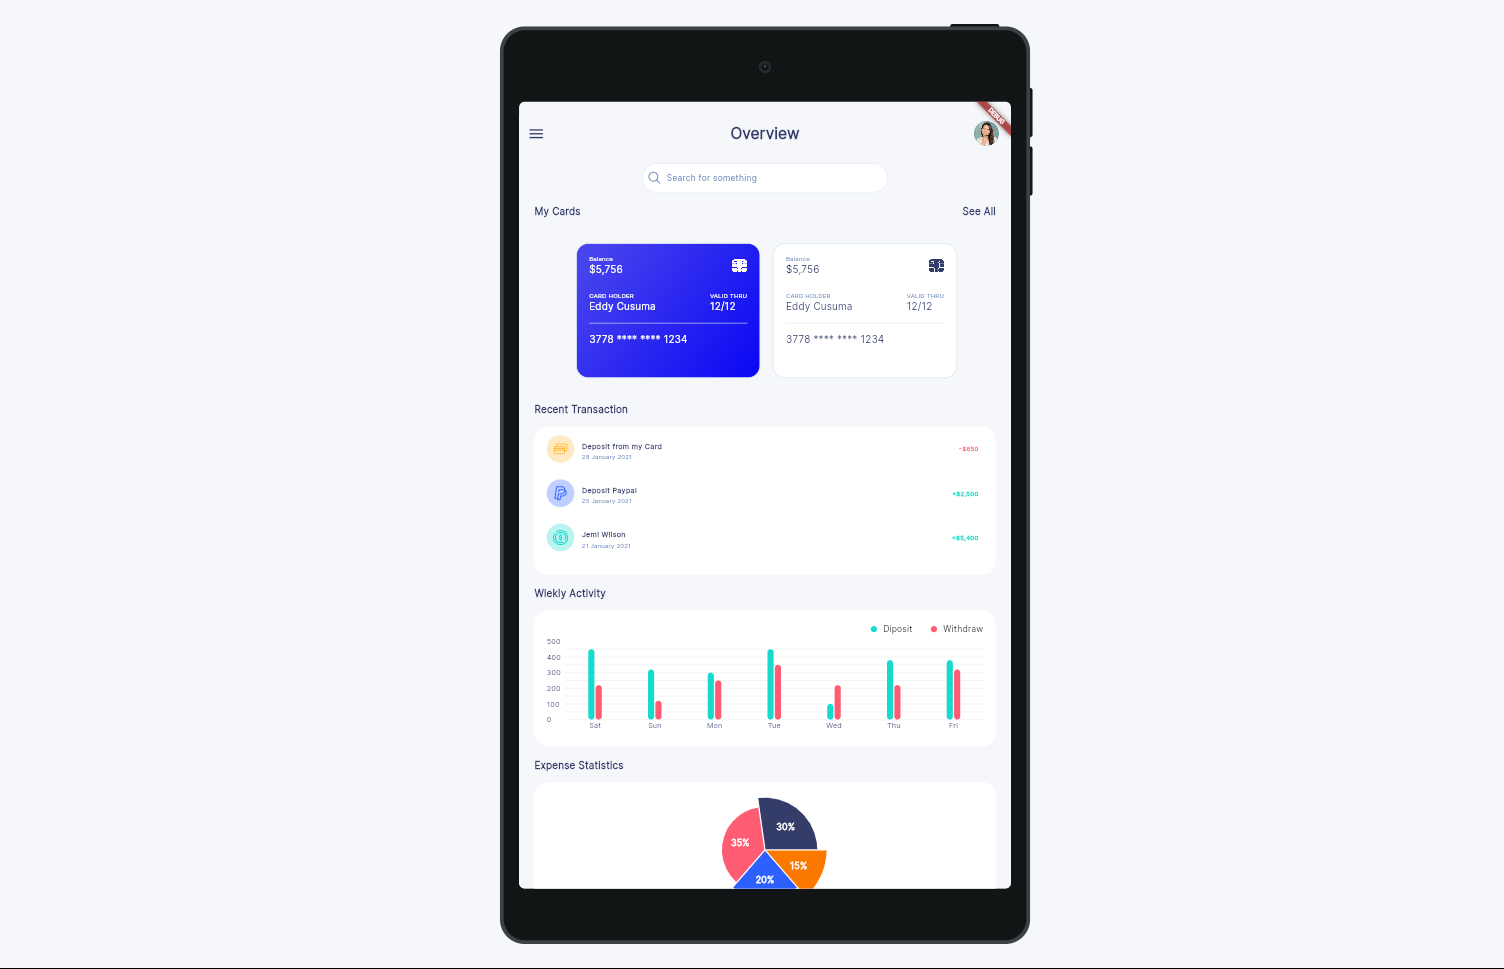 DEBUG
Overview
Search for something
My Cards
See All
Balance
$5,756
CARD HOLDER
VALID THRU
Eddy Cusuma
12/12
3778 **** **** 1234
Balance
$5,756
CARD HOLDER
VALID THRU
Eddy Cusuma
12/12
3778 **** **** 1234
Recent Transaction
Deposit from my Card
28 January 2021
-$850
Deposit Paypal
25 January 2021
+$2,500
Jemi Wilson
21 January 2021
+$5,400
Wiekly Activity
Diposit
Withdraw
500
400
300
200
100
0
Sat
Sun
Mon
Tue
Wed
Thu
Fri
Expense Statistics
30%
35%
15%
20%